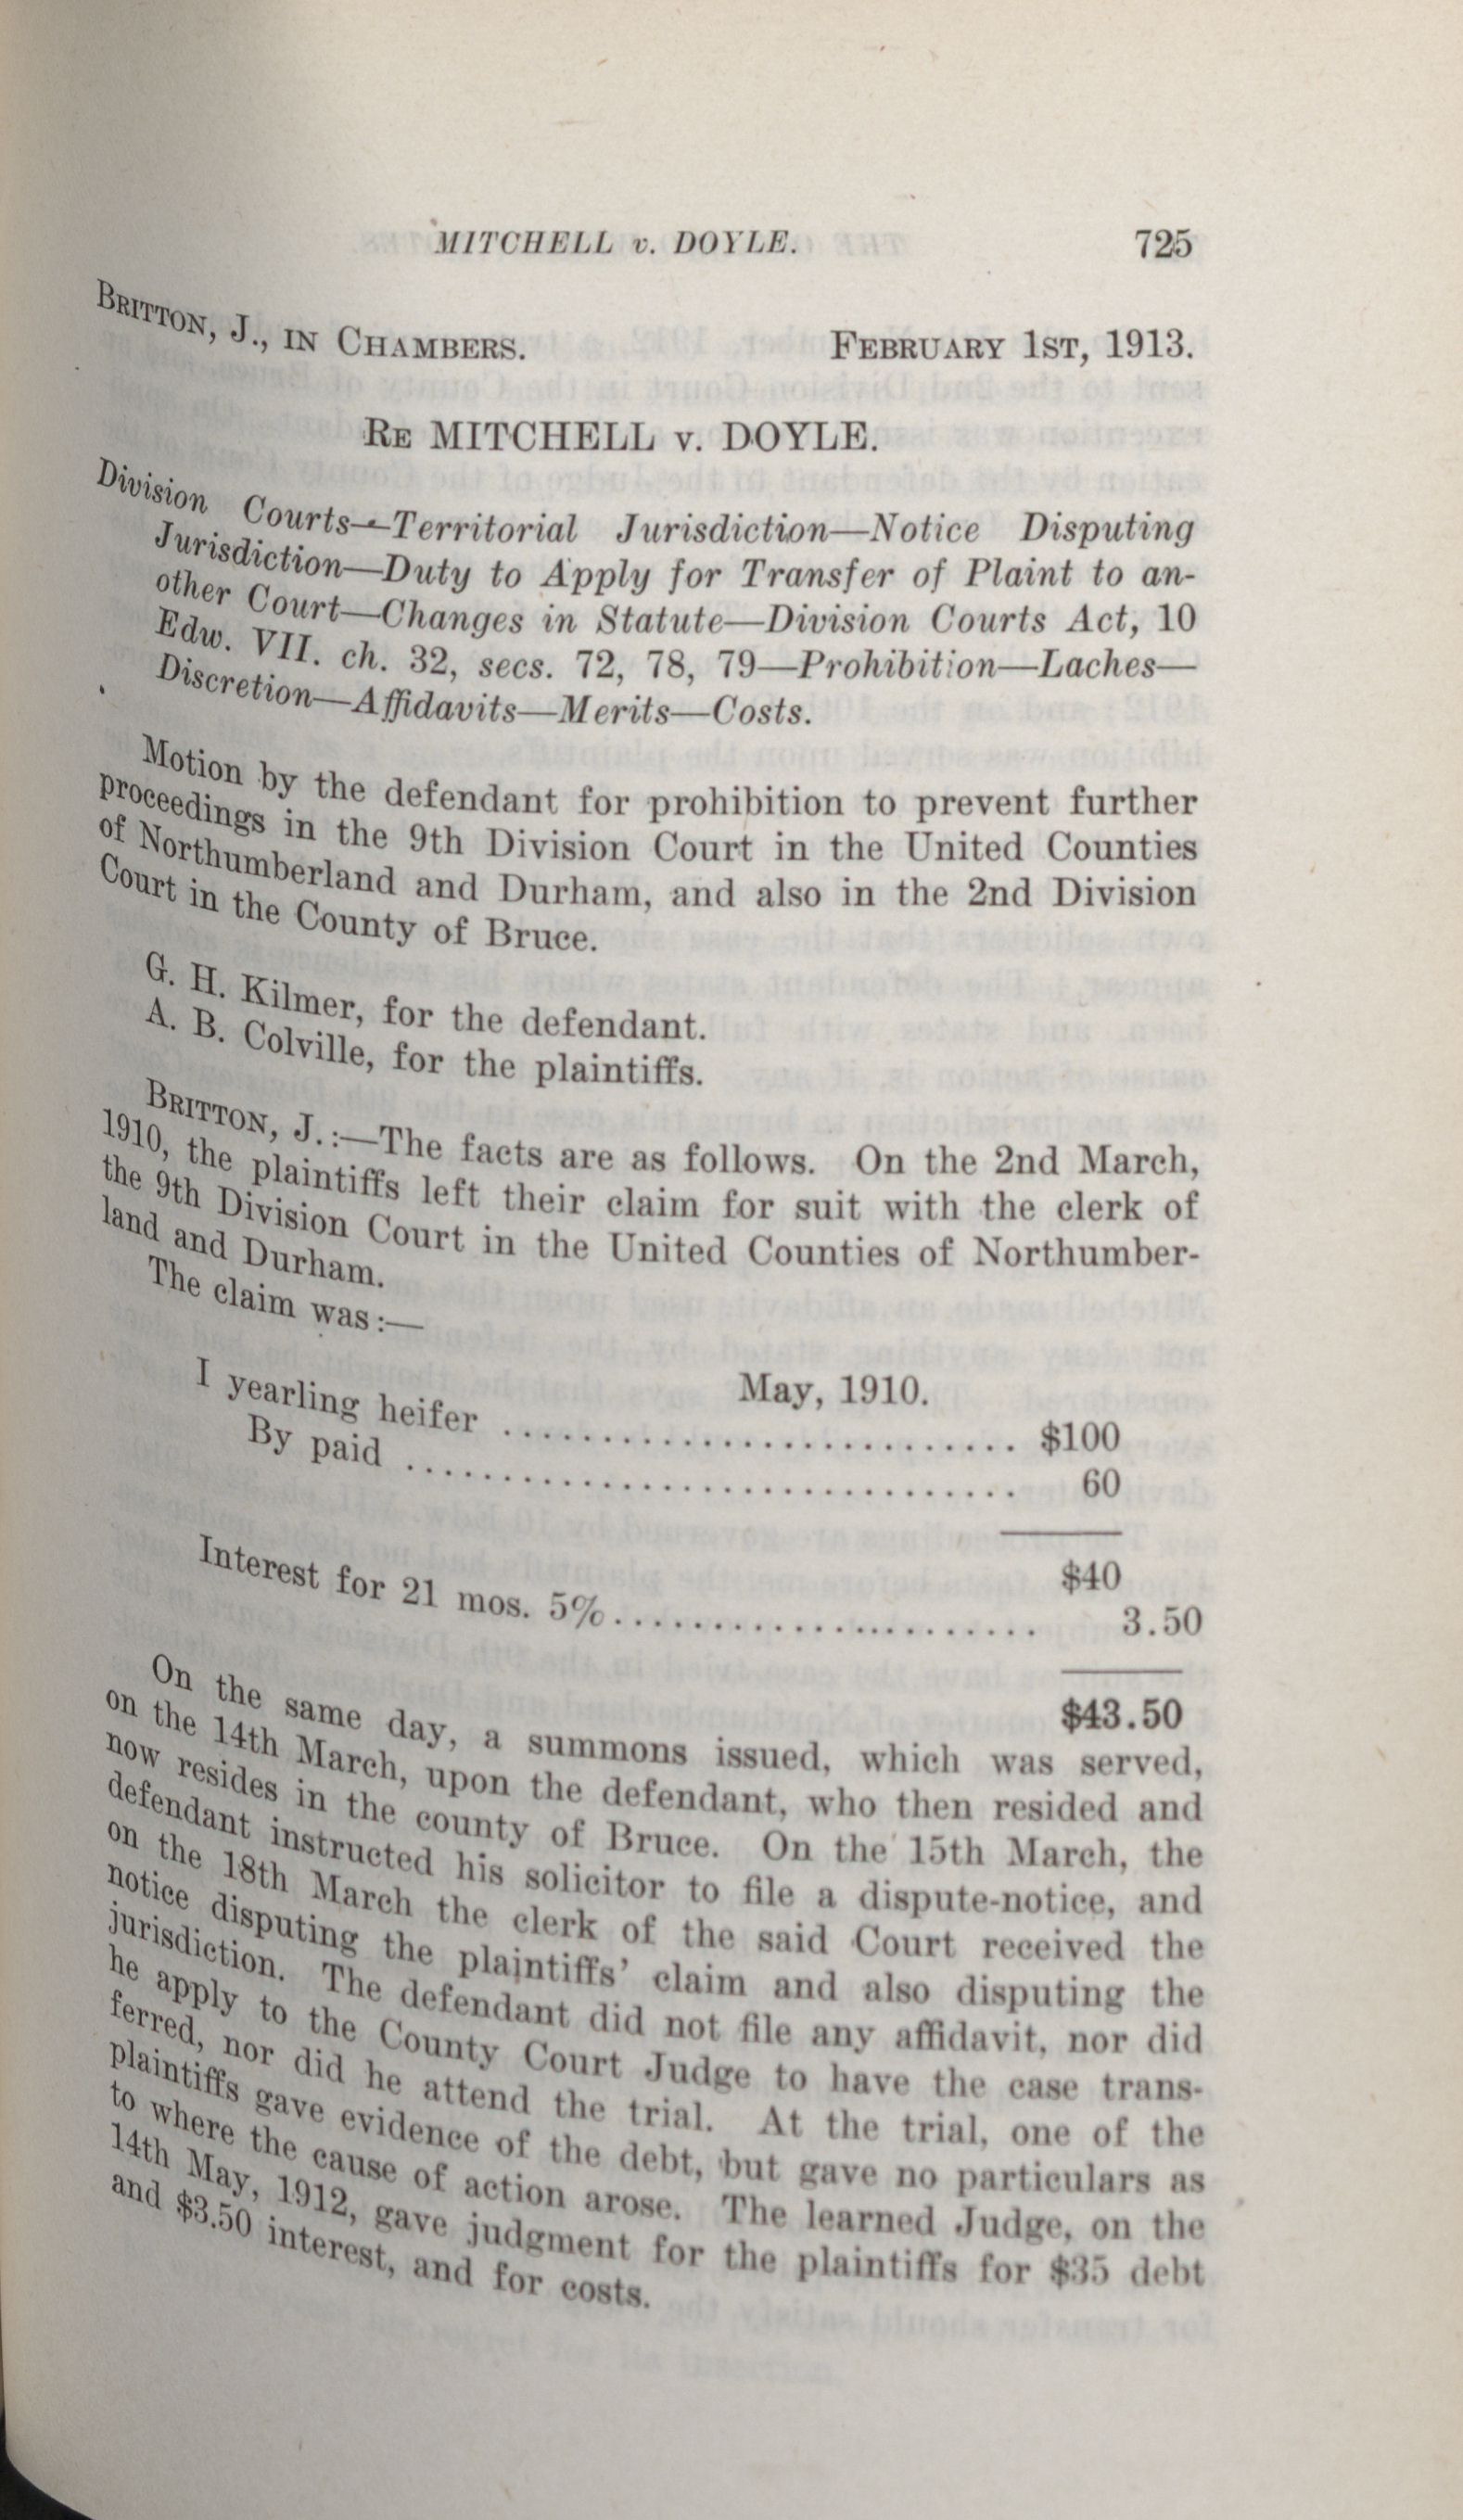 MITCHELL v. DOYLE. 725
BRITTON, J., IN CHAMBERS. FEBRUARY 1ST, 1913.
RE MITCHELL v. DOYLE.
Division Courts—Territorial Jurisdiction—Notice Disputing
Jurisdiction—Duty to Apply for Transfer of Plaint to an-
other Court—Changes in Statute—Division Courts Act, 10
Edw. VII. ch. 32, secs. 72, 78, 79—Prohibition—Laches—
Discretion—Affidavits—Merits—Costs.
Motion by the defendant for prohibition to prevent further
proceedings in the 9th Division Court in the United Counties
of Northumberland and Durham, and also in the 2nd Division
Court in the County of Bruce.
G. H. Kilmer, for the defendant.
A. B. Colville, for the plaintiffs.
BRITTON, J.:—The facts are as follows. On the 2nd March,
1910, the plaintiffs left their claim for suit with the clerk of
the 9th Division Court in the United Counties of Northumber-
land and Durham.
The claim was:—
May, 1910.
I yearling heifer ........................... $100
By paid ................................ 60
$40
Interest for 21 mos. 5%...................... 3.50
$43.50
On the same day, a summons issued, which was served,
on the 14th March, upon the defendant, who then resided and
now resides in the county of Bruce. On the 15th March, the
defendant instructed his solicitor to file a dispute-notice, and
on the 18th March the clerk of the said Court received the
notice disputing the plaintiffs' claim and also disputing the
jurisdiction. The defendant did not file any affidavit, nor did
he apply to the County Court Judge to have the case trans-
ferred, nor did he attend the trial. At the trial, one of the
plaintiffs gave evidence of the debt, but gave no particulars as
to where the cause of action arose. The learned Judge, on the
14th May, 1912, gave judgment for the plaintiffs for $35 debt
and $3.50 interest, and for costs.